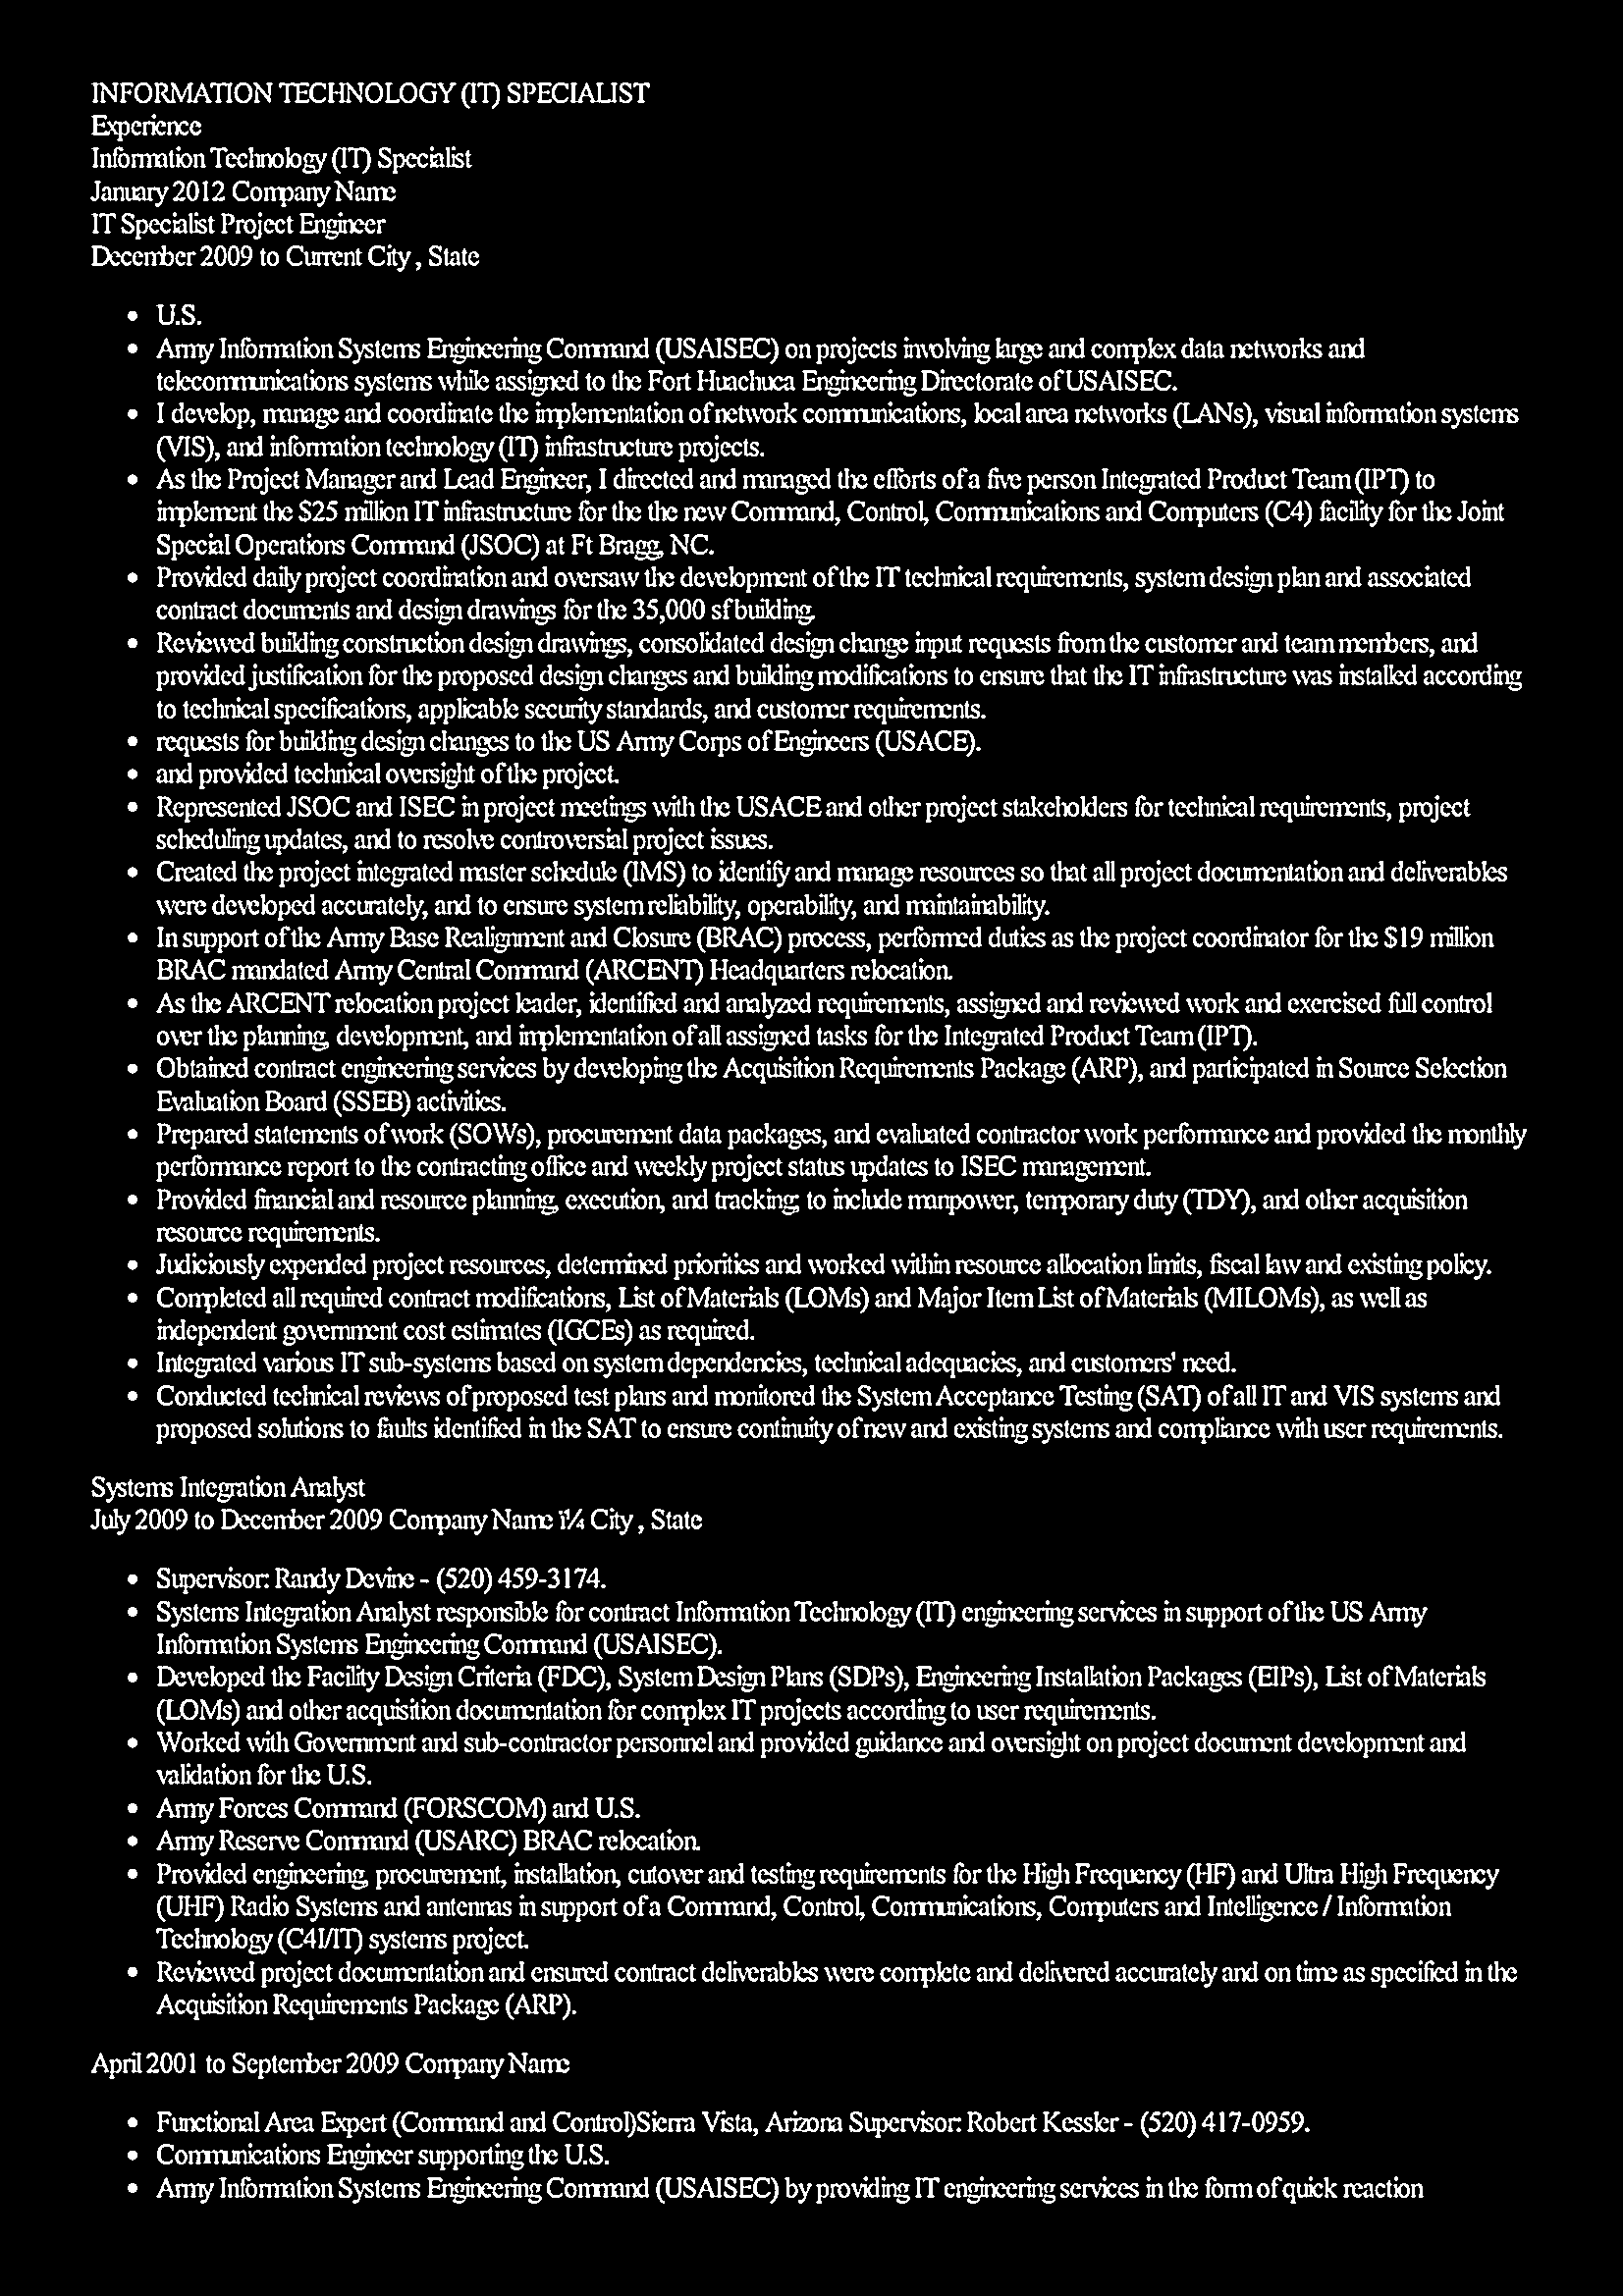 INFORMATION TECHNOLOGY (IT) SPECIALIST
Experience
Information Technology (IT) Specialist
January 2012 Company Name
IT Specialist Project Engineer
December 2009 to Current City , State
• U.S.
• Army Information Systems Engineering Command (USAISEC) on projects involving large and complex data networks and
telecommunications systems while assigned to the Fort Huachuca Engineering Directorate of USAISEC.
• I develop, manage and coordinate the implementation of network communications, local area networks (LANs), visual information systems
(VIS), and information technology (IT) infrastructure projects.
• As the Project Manager and Lead Engineer, I directed and managed the efforts of a five person Integrated Product Team (IPT) to
implement the $25 million IT infrastructure for the the new Command, Control, Communications and Computers (C4) facility for the Joint
Special Operations Command (JSOC) at Ft Bragg, NC.
• Provided daily project coordination and oversaw the development of the IT technical requirements, system design plan and associated
contract documents and design drawings for the 35,000 sf building.
• Reviewed building construction design drawings, consolidated design change input requests from the customer and team members, and
provided justification for the proposed design changes and building modifications to ensure that the IT infrastructure was installed according
to technical specifications, applicable security standards, and customer requirements.
• requests for building design changes to the US Army Corps of Engineers (USACE).
• and provided technical oversight of the project.
• Represented JSOC and ISEC in project meetings with the USACE and other project stakeholders for technical requirements, project
scheduling updates, and to resolve controversial project issues.
• Created the project integrated master schedule (IMS) to identify and manage resources so that all project documentation and deliverables
were developed accurately, and to ensure system reliability, operability, and maintainability.
• In support of the Army Base Realignment and Closure (BRAC) process, performed duties as the project coordinator for the $19 million
BRAC mandated Army Central Command (ARCENT) Headquarters relocation.
• As the ARCENT relocation project leader, identified and analyzed requirements, assigned and reviewed work and exercised full control
over the planning, development, and implementation of all assigned tasks for the Integrated Product Team (IPT).
• Obtained contract engineering services by developing the Acquisition Requirements Package (ARP), and participated in Source Selection
Evaluation Board (SSEB) activities.
• Prepared statements of work (SOWs), procurement data packages, and evaluated contractor work performance and provided the monthly
performance report to the contracting office and weekly project status updates to ISEC management.
• Provided financial and resource planning, execution, and tracking, to include manpower, temporary duty (TDY), and other acquisition
resource requirements.
• Judiciously expended project resources, determined priorities and worked within resource allocation limits, fiscal law and existing policy.
• Completed all required contract modifications, List of Materials (LOMs) and Major Item List of Materials (MILOMs), as well as
independent government cost estimates (IGCEs) as required.
• Integrated various IT sub-systems based on system dependencies, technical adequacies, and customers' need.
• Conducted technical reviews of proposed test plans and monitored the System Acceptance Testing (SAT) of all IT and VIS systems and
proposed solutions to faults identified in the SAT to ensure continuity of new and existing systems and compliance with user requirements.
Systems Integration Analyst
July 2009 to December 2009 Company Name ï¼ City , State
• Supervisor: Randy Devine - (520) 459-3174.
• Systems Integration Analyst responsible for contract Information Technology (IT) engineering services in support of the US Army
Information Systems Engineering Command (USAISEC).
• Developed the Facility Design Criteria (FDC), System Design Plans (SDPs), Engineering Installation Packages (EIPs), List of Materials
(LOMs) and other acquisition documentation for complex IT projects according to user requirements.
• Worked with Government and sub-contractor personnel and provided guidance and oversight on project document development and
validation for the U.S.
• Army Forces Command (FORSCOM) and U.S.
• Army Reserve Command (USARC) BRAC relocation.
• Provided engineering, procurement, installation, cutover and testing requirements for the High Frequency (HF) and Ultra High Frequency
(UHF) Radio Systems and antennas in support of a Command, Control, Communications, Computers and Intelligence / Information
Technology (C4I/IT) systems project.
• Reviewed project documentation and ensured contract deliverables were complete and delivered accurately and on time as specified in the
Acquisition Requirements Package (ARP).
April 2001 to September 2009 Company Name
• Functional Area Expert (Command and Control)Sierra Vista, Arizona Supervisor: Robert Kessler - (520) 417-0959.
• Communications Engineer supporting the U.S.
• Army Information Systems Engineering Command (USAISEC) by providing IT engineering services in the form of quick reaction